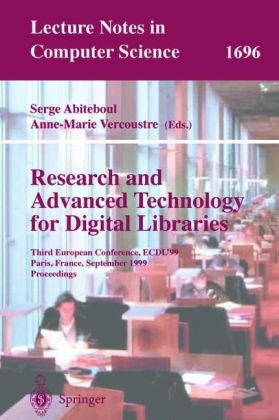 Lecture Notes in
Computer Science 1696
Serge Abiteboul
Anne-Marie Vercoustre (Eds.)
Research and
Advanced Technology
for Digital Libraries
Third European Conference, ECDL'99
Paris, France, September 1999
Proceedings
Springer